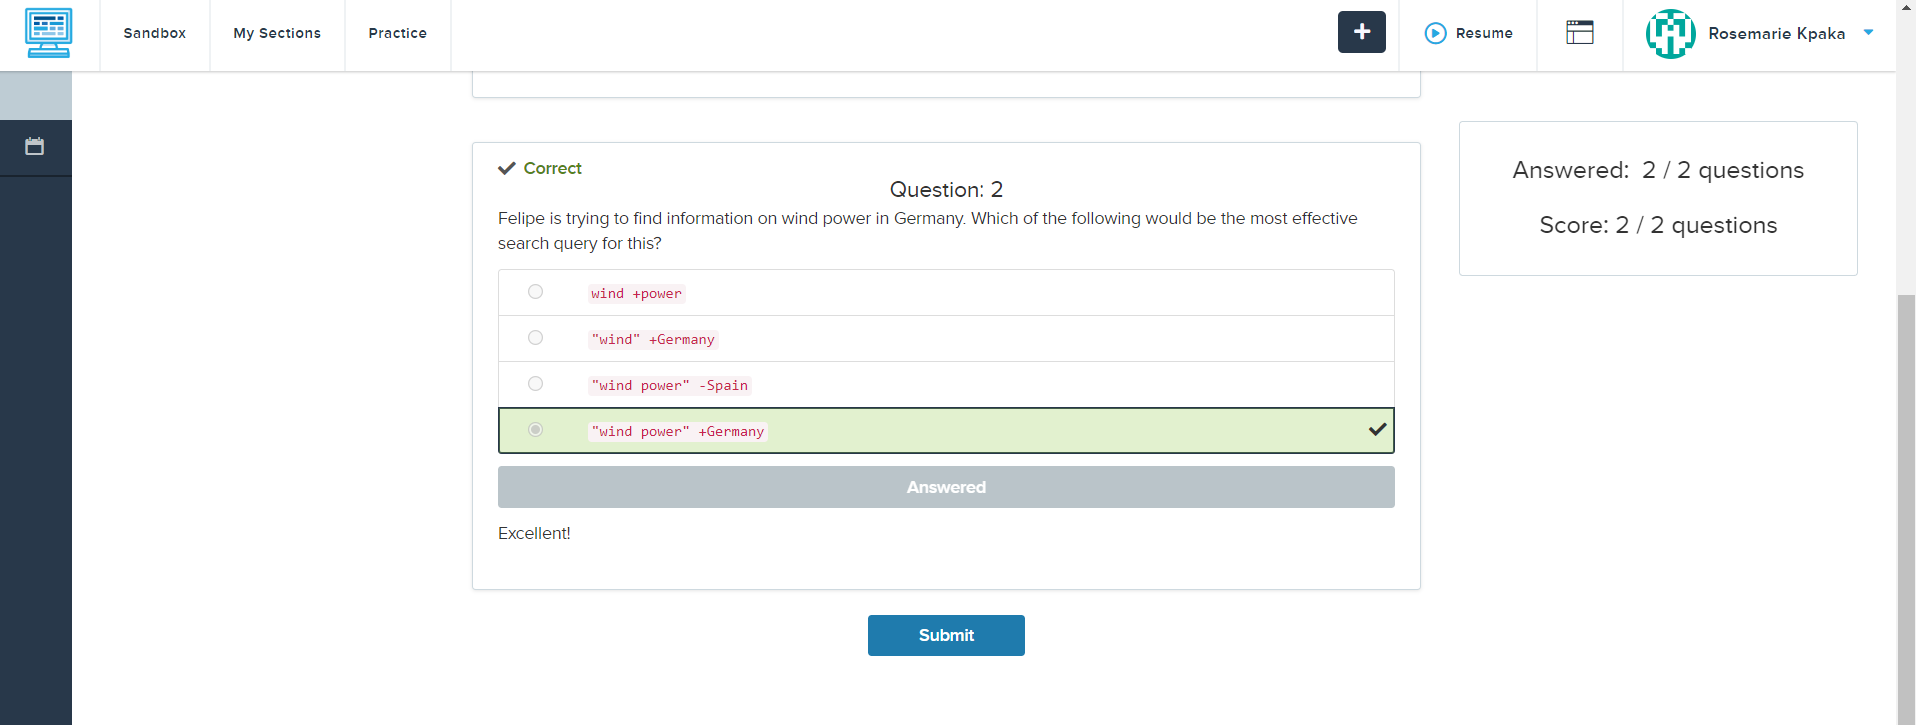 Sandbox
My Sections
Practice
+
Resume
Rosemarie Kpaka
Correct
Question: 2
Felipe is trying to find information on wind power in Germany. Which of the following would be the most effective
search query for this?
wind +power
"wind" +Germany
"wind power" -Spain
"wind power" +Germany
Answered
Excellent!
Submit
Answered: 2 / 2 questions
Score: 2 / 2 questions